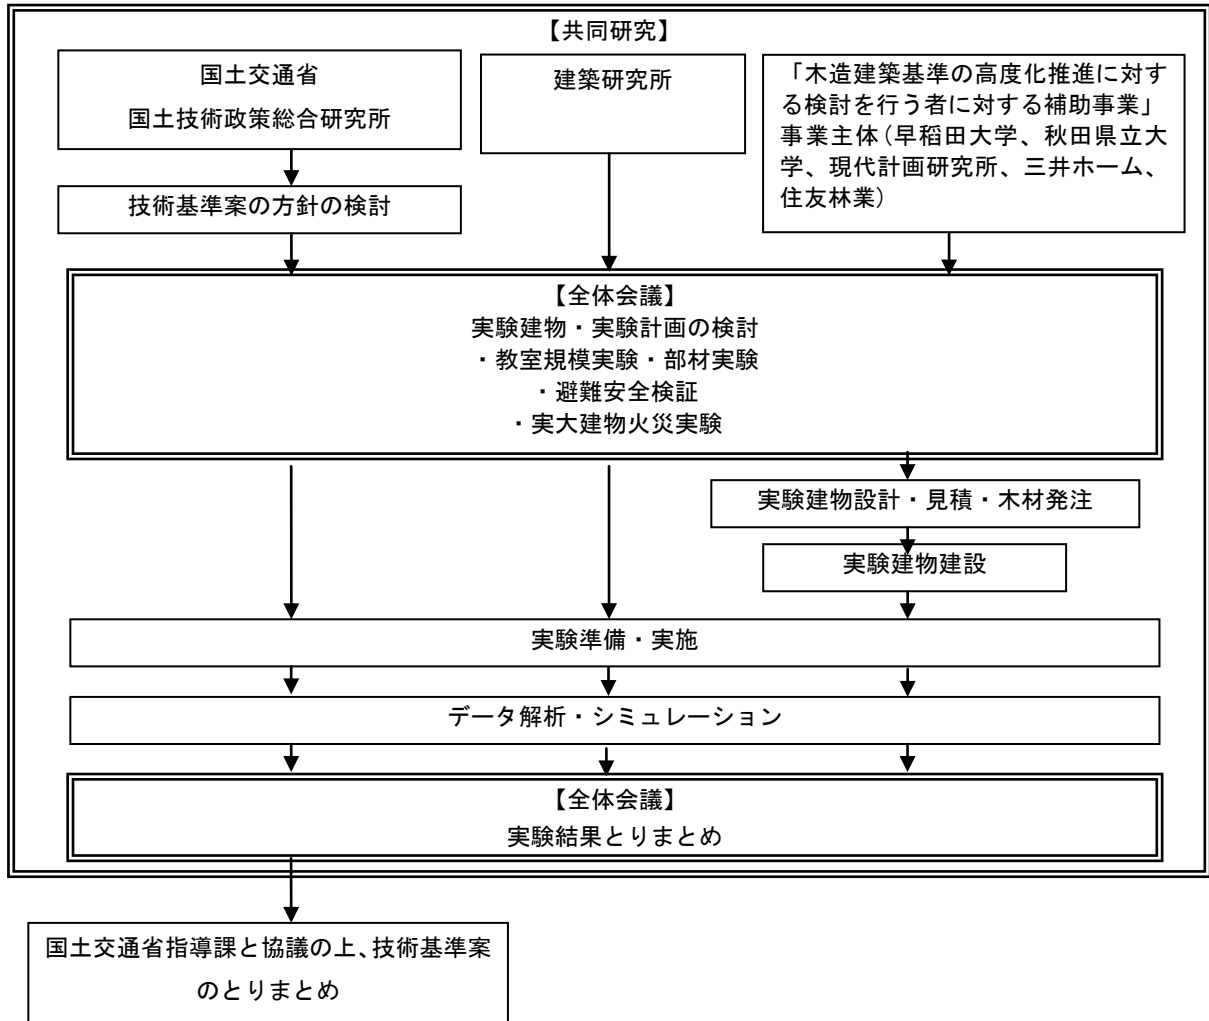 【共同研究】
国土交通省
国土技術政策総合研究所
建築研究所
「木造建築基準の高度化推進に対す
る検討を行う者に対する補助事業」
事業主体(早稲田大学、秋田県立大
学、現代計画研究所、三井ホーム、
住友林業)
技術基準案の方針の検討
【全体会議】
実験建物・実験計画の検討
・教室規模実験・部材実験
・避難安全検証
・実大建物火災実験
実験建物設計・見積・木材発注
実験建物建設
実験準備・実施
データ解析・シミュレーション
【全体会議】
実験結果とりまとめ
国土交通省指導課と協議の上、技術基準案
のとりまとめ